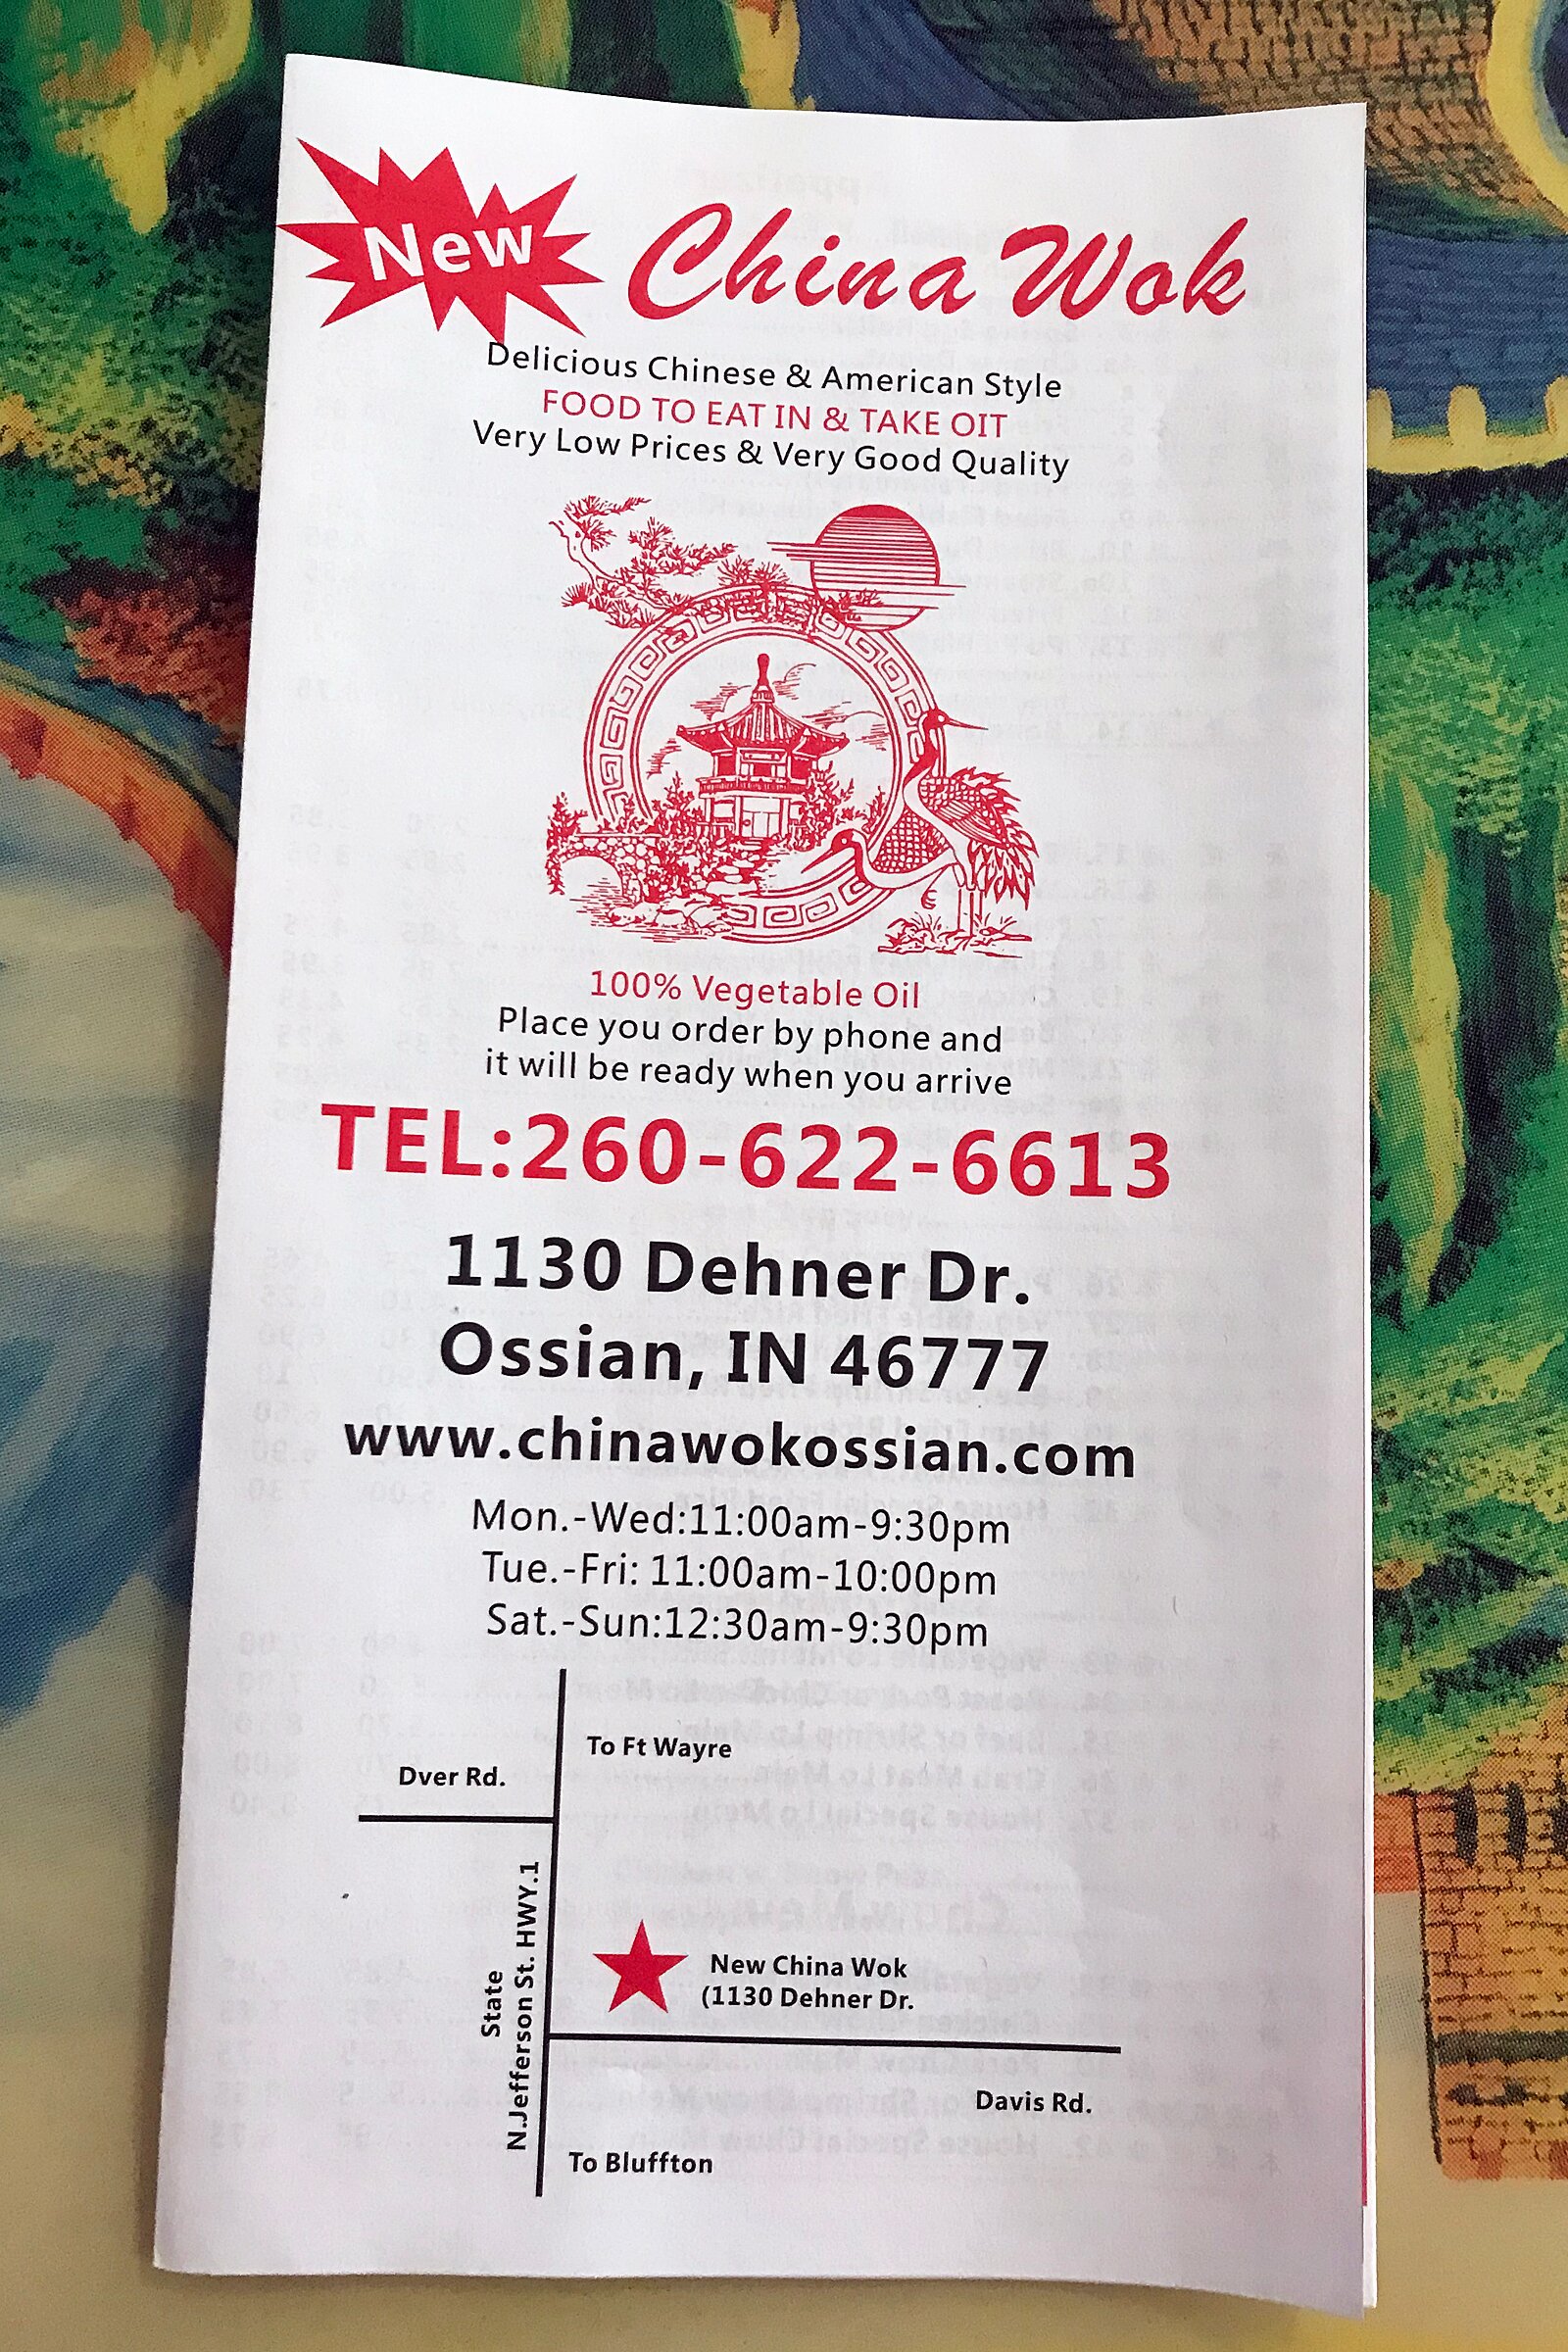 New
China Wok
Delicious Chinese & American Style
FOOD TO EAT IN & TAKE OIT
Very Low Prices & Very Good Quality
100% Vegetable Oil
Place you order by phone and
it will be ready when you arrive
TEL:260-622-6613
1130 Dehner Dr.
Ossian, IN 46777
www.chinawokossian.com
Mon.-Wed:11:00am-9:30pm
Tue.-Fri: 11:00am-10:00pm
Sat.-Sun:12:30am-9:30pm
To Ft Wayre
Dver Rd.
State
N.Jefferson St. HWY.1
New China Wok
(1130 Dehner Dr.
Davis Rd.
To Bluffton